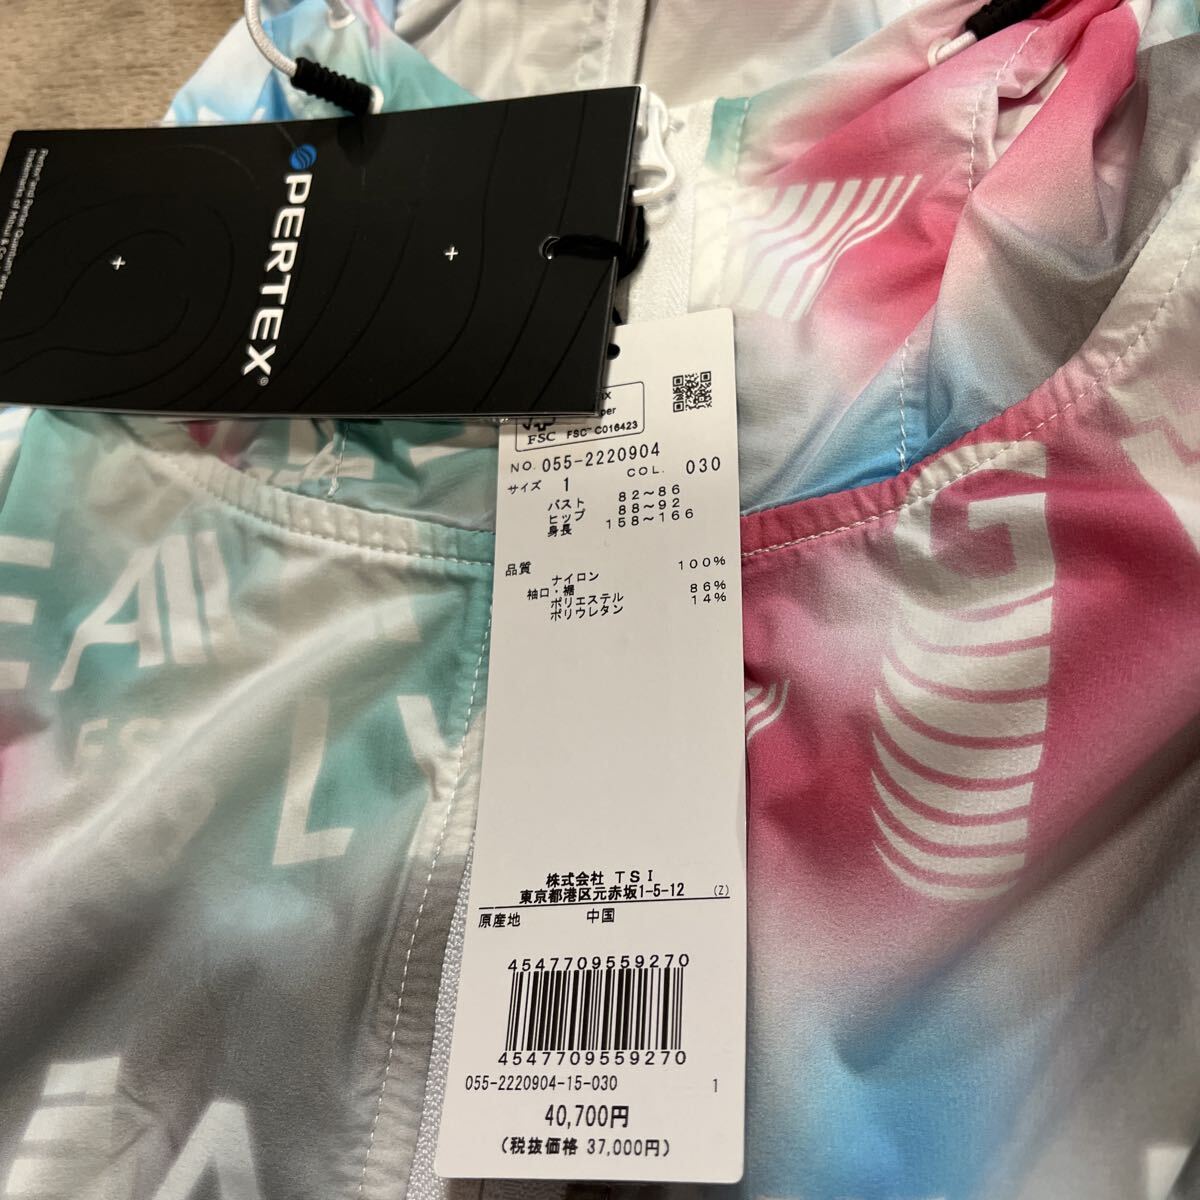 PERTEX®
FSC
FSC™ C016423
NO. 055-2220904
COL. 030
サイズ 1
バスト 82～86
ヒップ 88～92
身長 158～166
品質
ナイロン 100%
袖口・裾
ポリエステル 86%
ポリウレタン 14%
株式会社 TSI
東京都港区元赤坂1-5-12 (Z)
原産地 中国
4547709559270
4547709559270
055-2220904-15-030 1
40,700円
(税抜価格 37,000円)
G